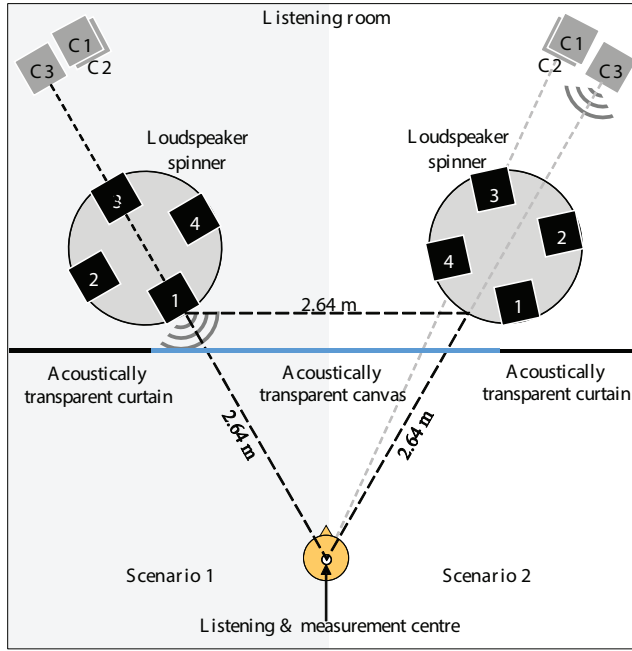 Listening room
C1
C2
C3
C1
C2
C3
Loudspeaker
spinner
Loudspeaker
spinner
3
4
2
1
3
2
4
1
2.64 m
Acoustically
transparent curtain
Acoustically
transparent canvas
Acoustically
transparent curtain
2.64 m
2.64 m
Scenario 1
Scenario 2
Listening & measurement centre